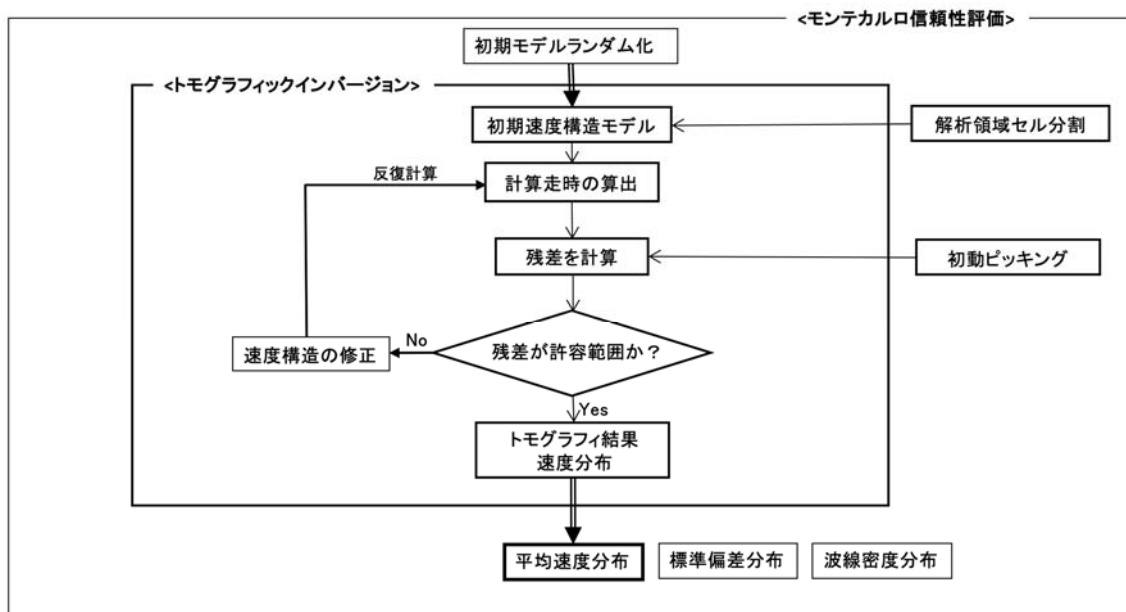 <モンテカルロ信頼性評価>
初期モデルランダム化
<トモグラフィックインバージョン>
初期速度構造モデル
解析領域セル分割
反復計算
計算走時の算出
残差を計算
初動ピッキング
No
速度構造の修正
残差が許容範囲か？
Yes
トモグラフィ結果
速度分布
平均速度分布
標準偏差分布
波線密度分布